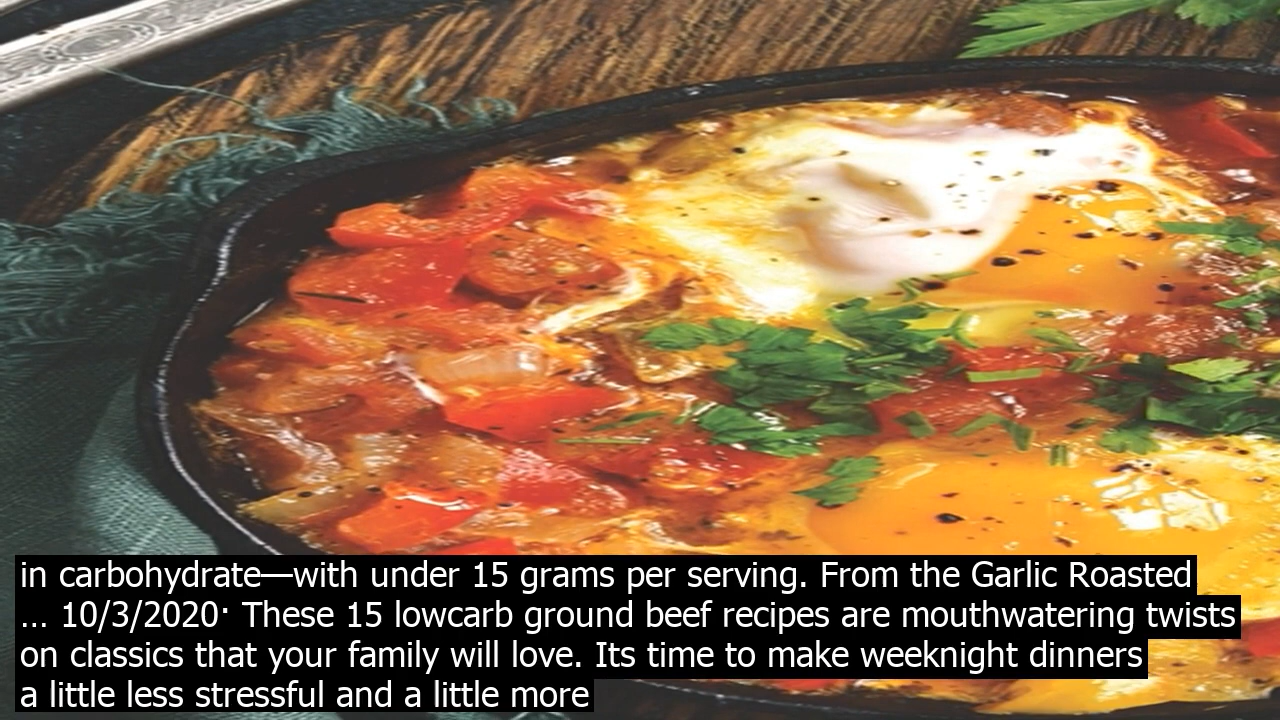 in carbohydrate—with under 15 grams per serving. From the Garlic Roasted
... 10/3/2020· These 15 lowcarb ground beef recipes are mouthwatering twists
on classics that your family will love. Its time to make weeknight dinners
a little less stressful and a little more